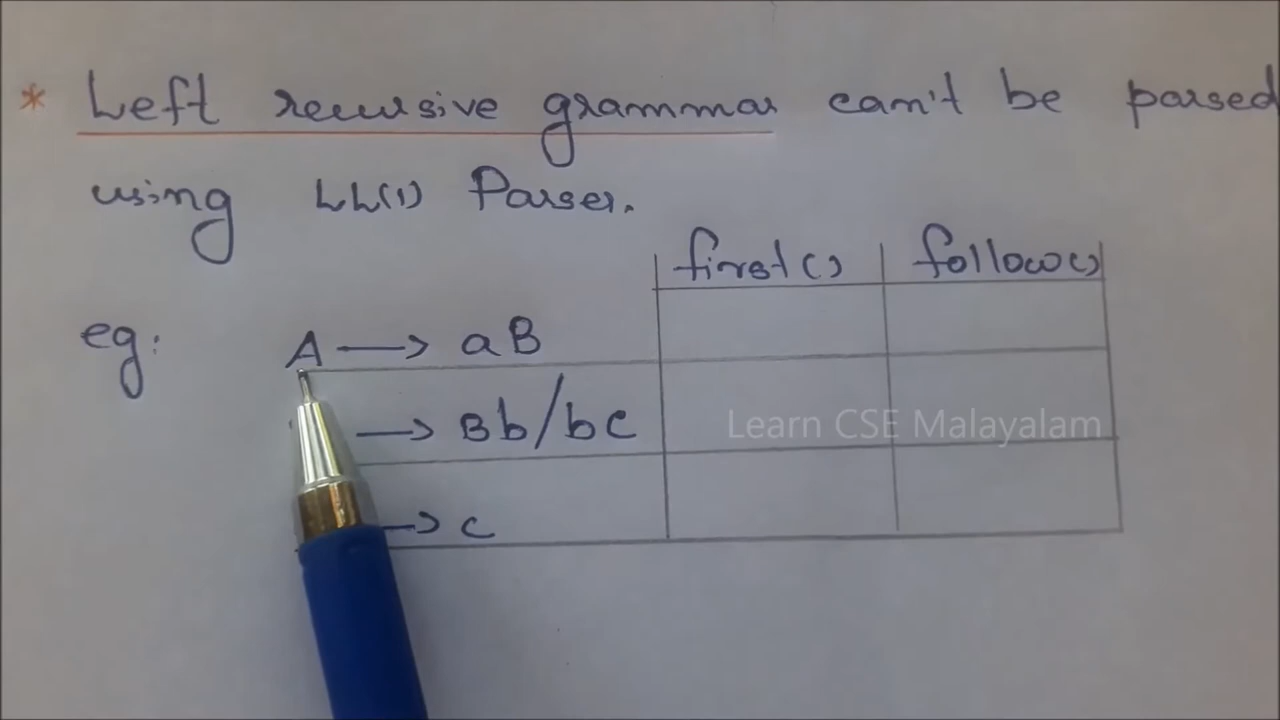 * Left recursive grammar can't be parsed
using LL(1) Parser.
first() follow()
eg: A → aB
→ Bb/bC
→ c
Learn CSE Malayalam